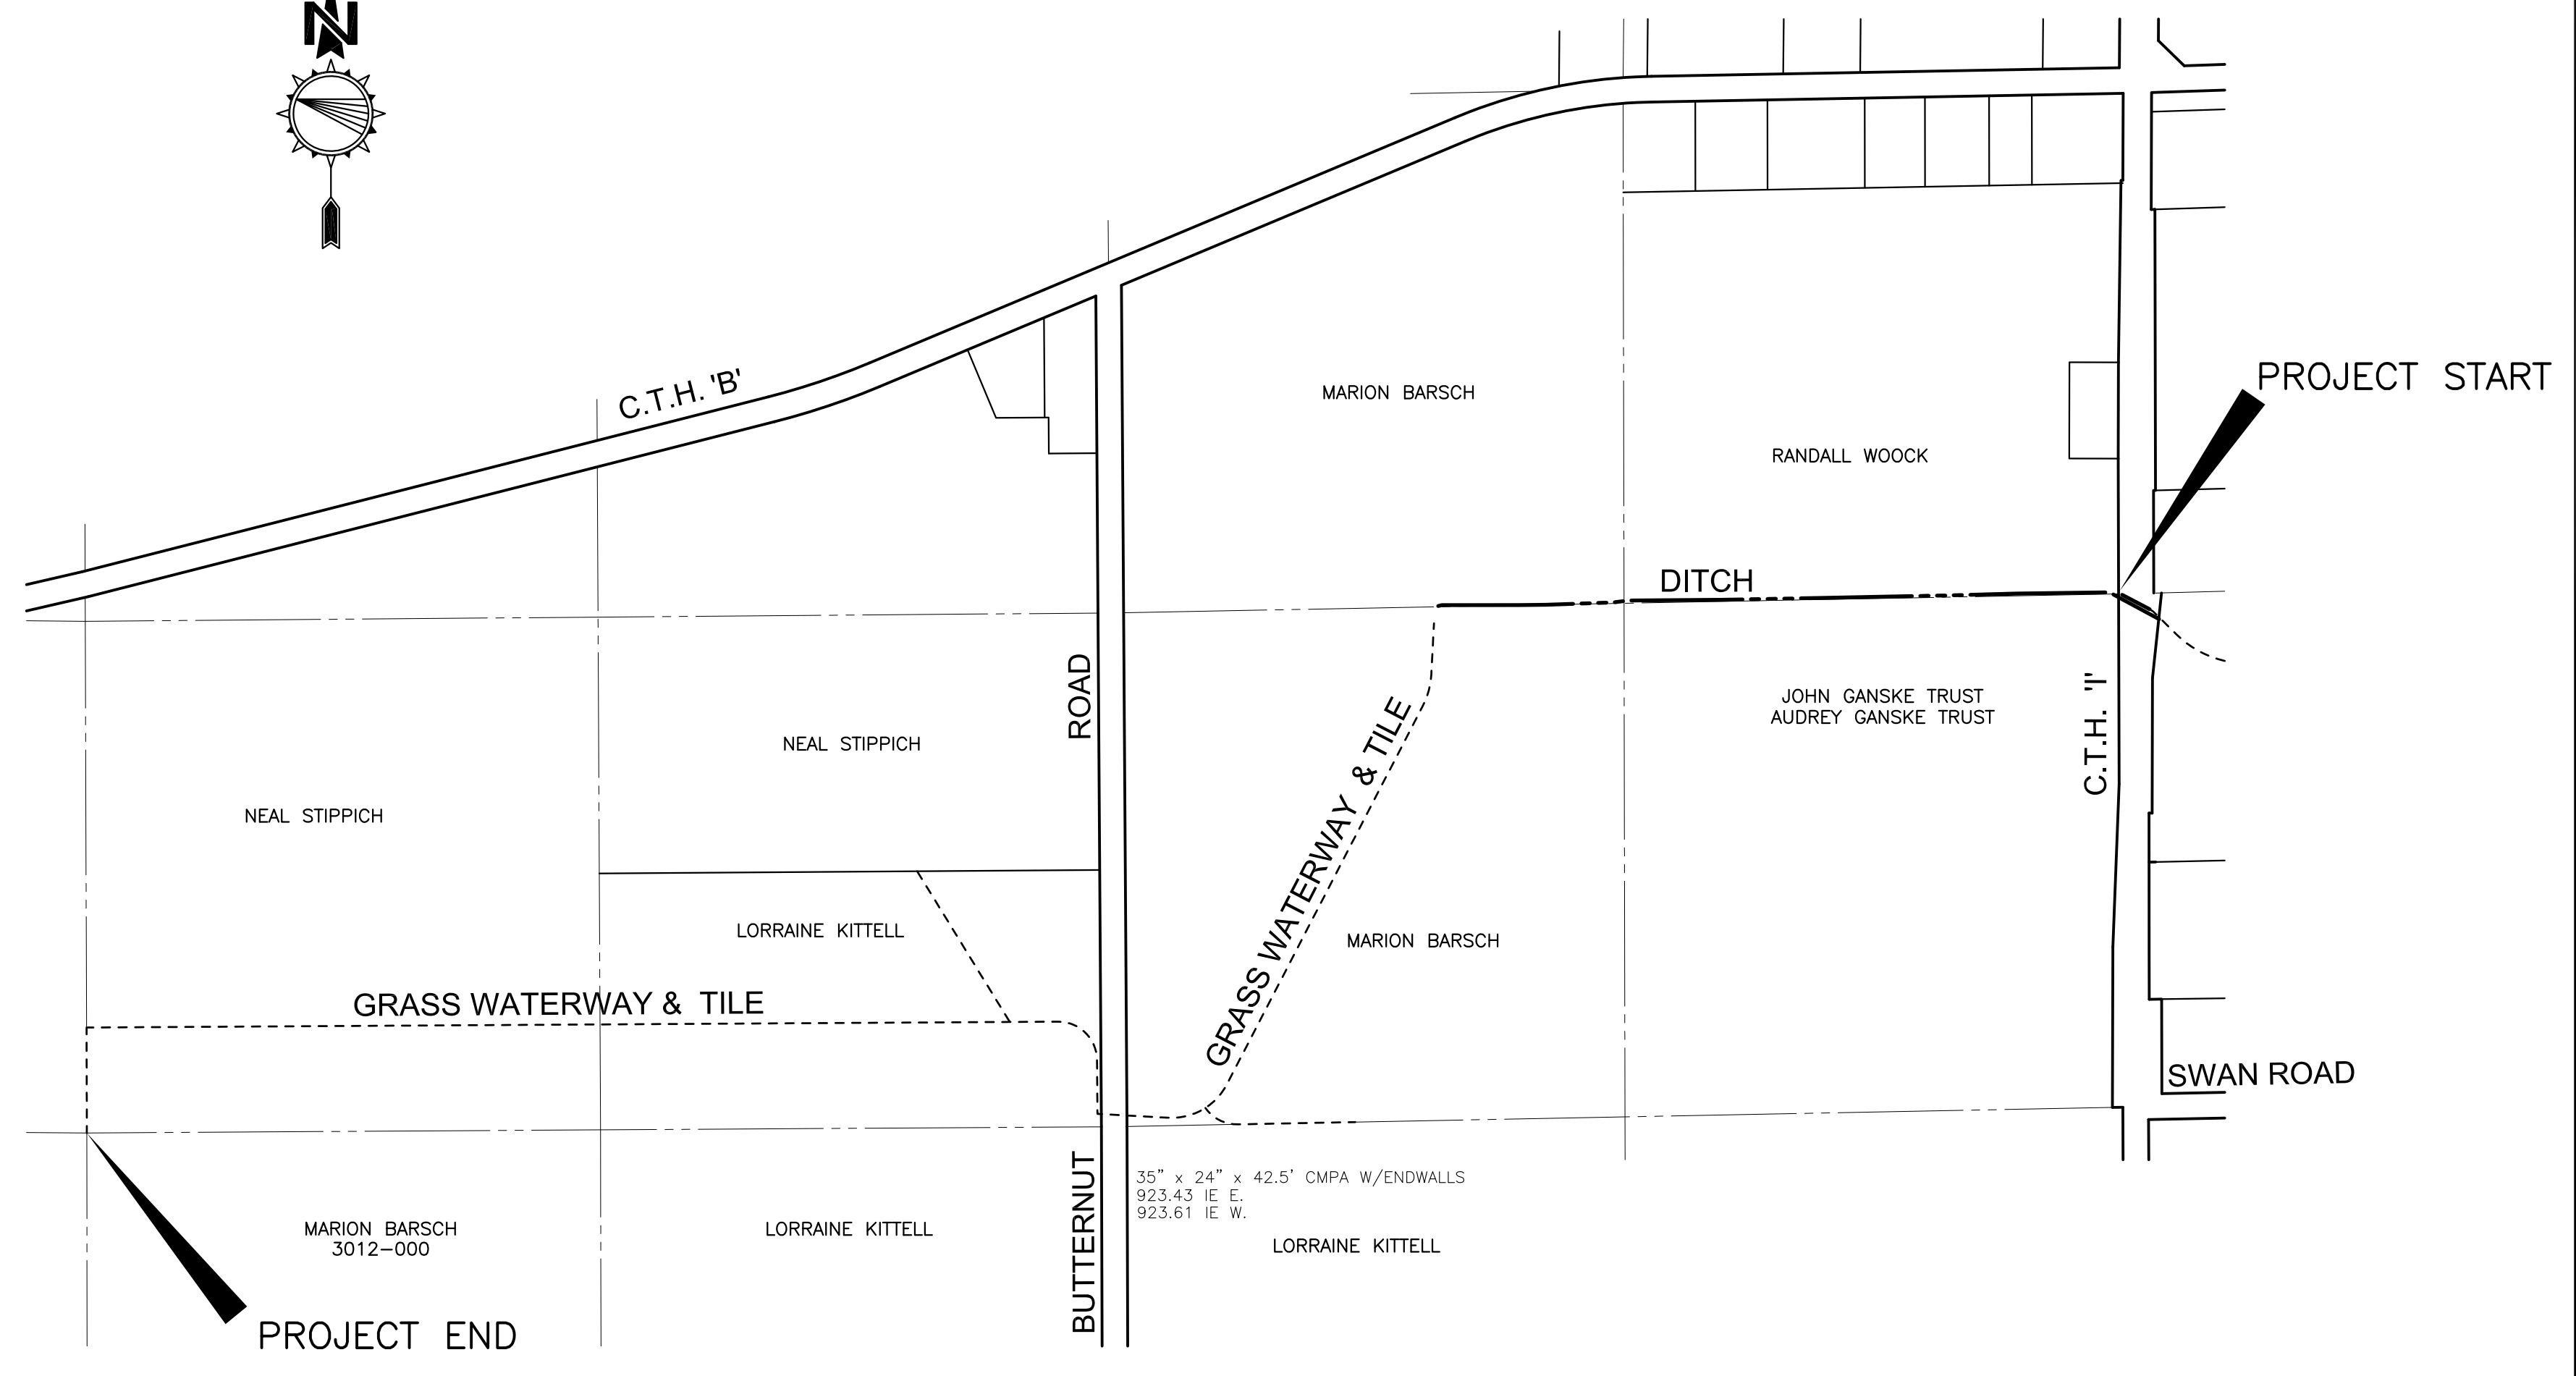 N
C.T.H. 'B'
MARION BARSCH
PROJECT START
RANDALL WOOCK
DITCH
ROAD
NEAL STIPPICH
NEAL STIPPICH
JOHN GANSKE TRUST
AUDREY GANSKE TRUST
C.T.H. 'I'
GRASS WATERWAY & TILE
LORRAINE KITTELL
MARION BARSCH
GRASS WATERWAY & TILE
SWAN ROAD
BUTTERNUT
35" x 24" x 42.5' CMPA W/ENDWALLS
923.43 IE E.
923.61 IE W.
MARION BARSCH
3012-000
LORRAINE KITTELL
LORRAINE KITTELL
PROJECT END